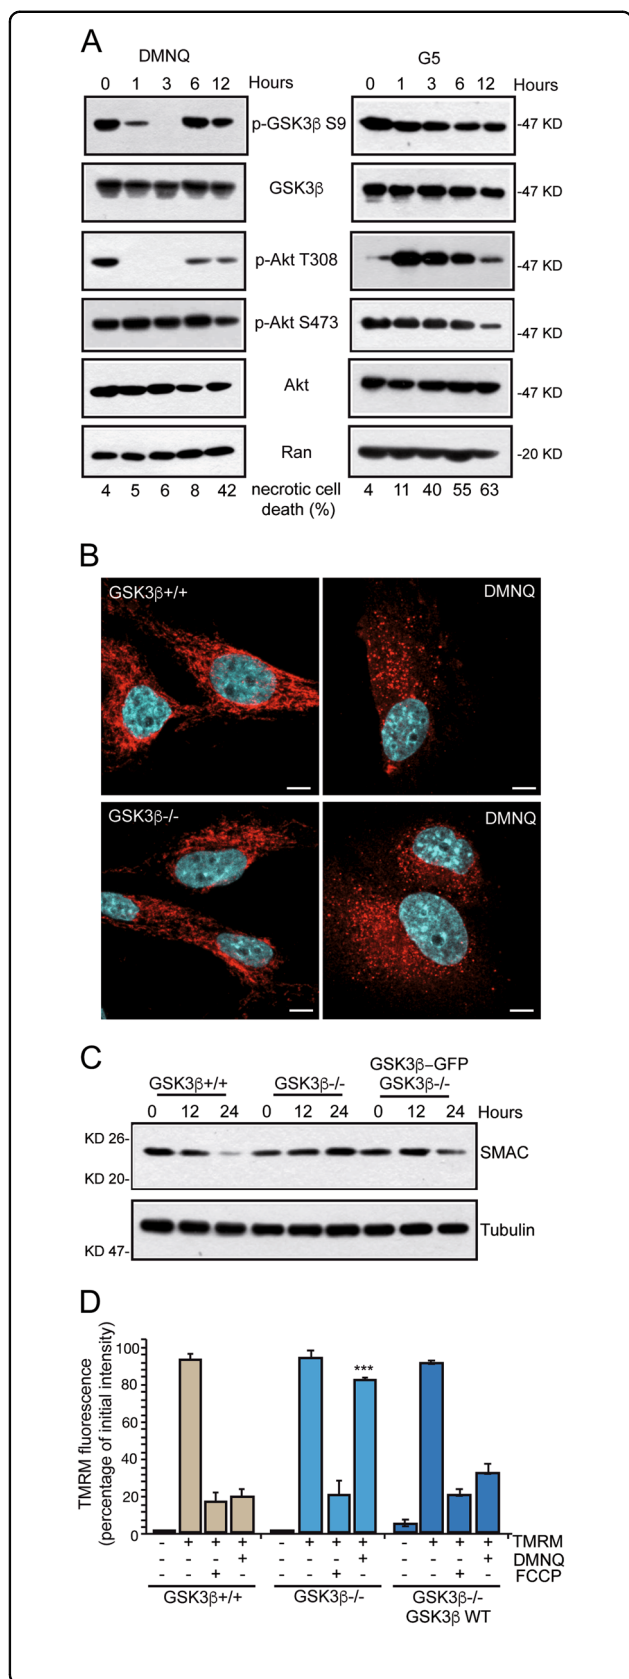 A
DMNQ
G5
0 1 3 6 12 Hours
0 1 3 6 12 Hours
p-GSK3β S9
-47 KD
GSK3β
-47 KD
p-Akt T308
-47 KD
p-Akt S473
-47 KD
Akt
-47 KD
Ran
-20 KD
4 5 6 8 42
necrotic cell
death (%)
4 11 40 55 63
B
GSK3β+/+
DMNQ
GSK3β-/-
DMNQ
C
GSK3β+/+
GSK3β-/-
GSK3β–GFP
GSK3β-/-
0 12 24 0 12 24 0 12 24 Hours
KD 26-
KD 20-
SMAC
Tubulin
KD 47-
D
TMRM fluorescence
(percentage of initial intensity)
100
80
60
40
20
0
***
- + + + - + + + - + + + TMRM
- - - + - - - + - - - + DMNQ
- - + - - - + - - - + - FCCP
GSK3β+/+
GSK3β-/-
GSK3β-/-
GSK3β WT